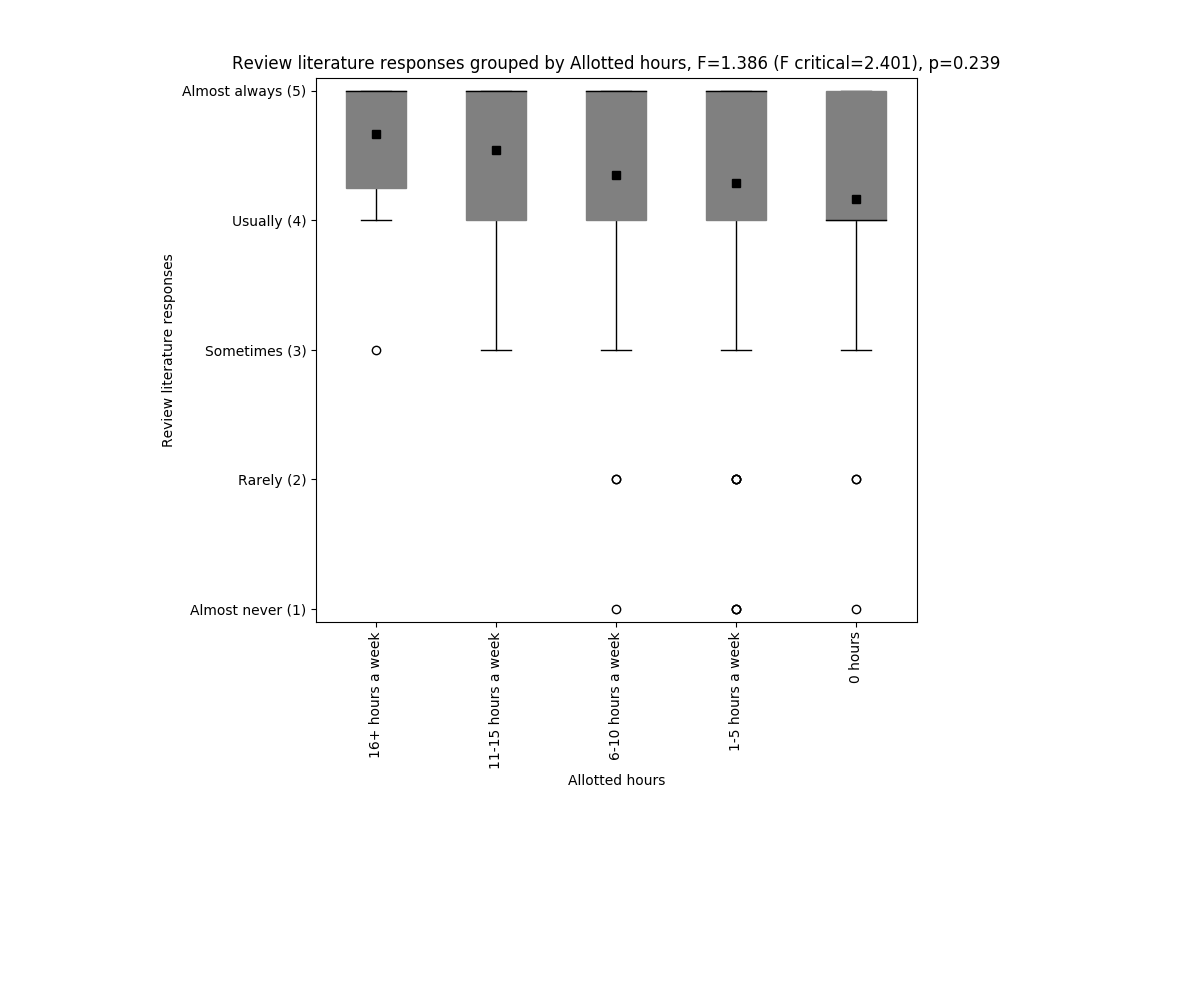 Review literature responses grouped by Allotted hours, F=1.386 (F critical=2.401), p=0.239
Almost always (5)
Usually (4)
Sometimes (3)
Rarely (2)
Almost never (1)
Review literature responses
16+ hours a week
11-15 hours a week
6-10 hours a week
1-5 hours a week
0 hours
Allotted hours